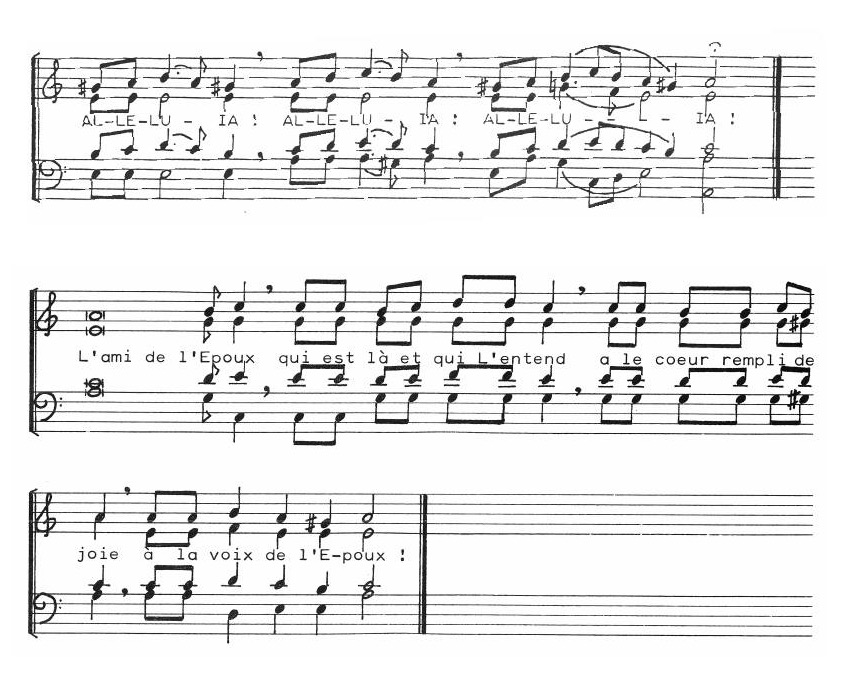 AL-LE-LU - IA ! AL-LE-LU - IA ! AL-LE-LU - L - IA !
L'ami de l'Epoux qui est là et qui L'entend a le coeur rempli de
joie à la voix de l'E-poux !